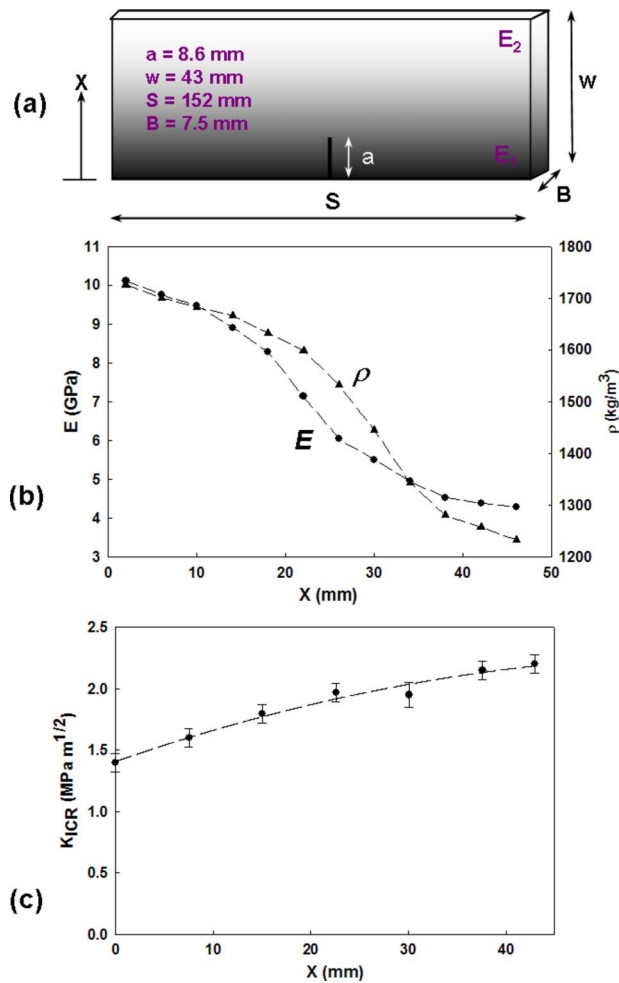 (a)
X
a = 8.6 mm
w = 43 mm
S = 152 mm
B = 7.5 mm
E2
E1
a
W
B
S
(b)
11
10
9
8
7
6
5
4
3
E (GPa)
ρ
E
1800
1700
1600
1500
1400
1300
1200
ρ (kg/m³)
0 10 20 30 40 50
X (mm)
(c)
2.5
2.0
1.5
1.0
0.5
0.0
KICR (MPa m1/2)
0 10 20 30 40
X (mm)